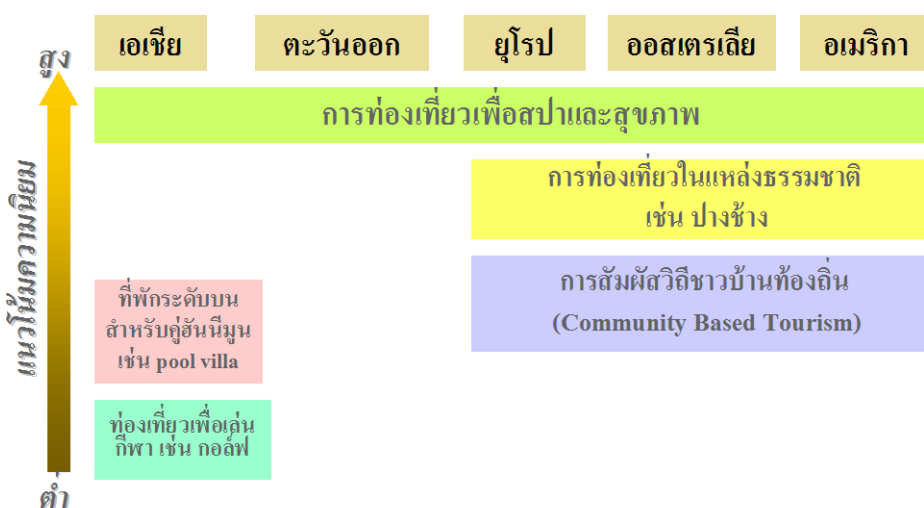 เอเชีย
ตะวันออก
ยุโรป
ออสเตรเลีย
อเมริกา
สูง
แนวโน้มความนิยม
ต่ำ
การท่องเที่ยวเพื่อสปาและสุขภาพ
การท่องเที่ยวในแหล่งธรรมชาติ
เช่น ปางช้าง
การสัมผัสวิถีชาวบ้านท้องถิ่น
(Community Based Tourism)
ที่พักระดับบน
สำหรับคู่ฮันนีมูน
เช่น pool villa
ท่องเที่ยวเพื่อเล่น
กีฬา เช่น กอล์ฟ